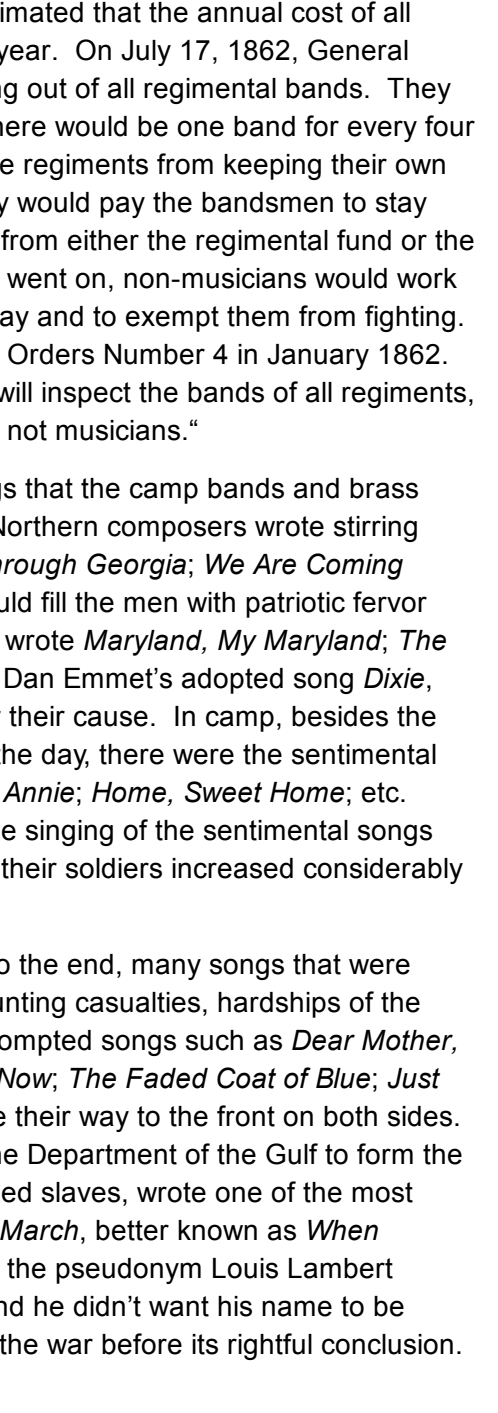 imated that the annual cost of all
year. On July 17, 1862, General
ng out of all regimental bands. They
here would be one band for every four
e regiments from keeping their own
y would pay the bandsmen to stay
from either the regimental fund or the
went on, non-musicians would work
ay and to exempt them from fighting.
Orders Number 4 in January 1862.
will inspect the bands of all regiments,
not musicians.“
gs that the camp bands and brass
Northern composers wrote stirring
hrough Georgia; We Are Coming
uld fill the men with patriotic fervor
wrote Maryland, My Maryland; The
Dan Emmet’s adopted song Dixie,
r their cause. In camp, besides the
the day, there were the sentimental
Annie; Home, Sweet Home; etc.
e singing of the sentimental songs
their soldiers increased considerably
o the end, many songs that were
unting casualties, hardships of the
ompted songs such as Dear Mother,
Now; The Faded Coat of Blue; Just
e their way to the front on both sides.
he Department of the Gulf to form the
ed slaves, wrote one of the most
March, better known as When
the pseudonym Louis Lambert
nd he didn’t want his name to be
the war before its rightful conclusion.